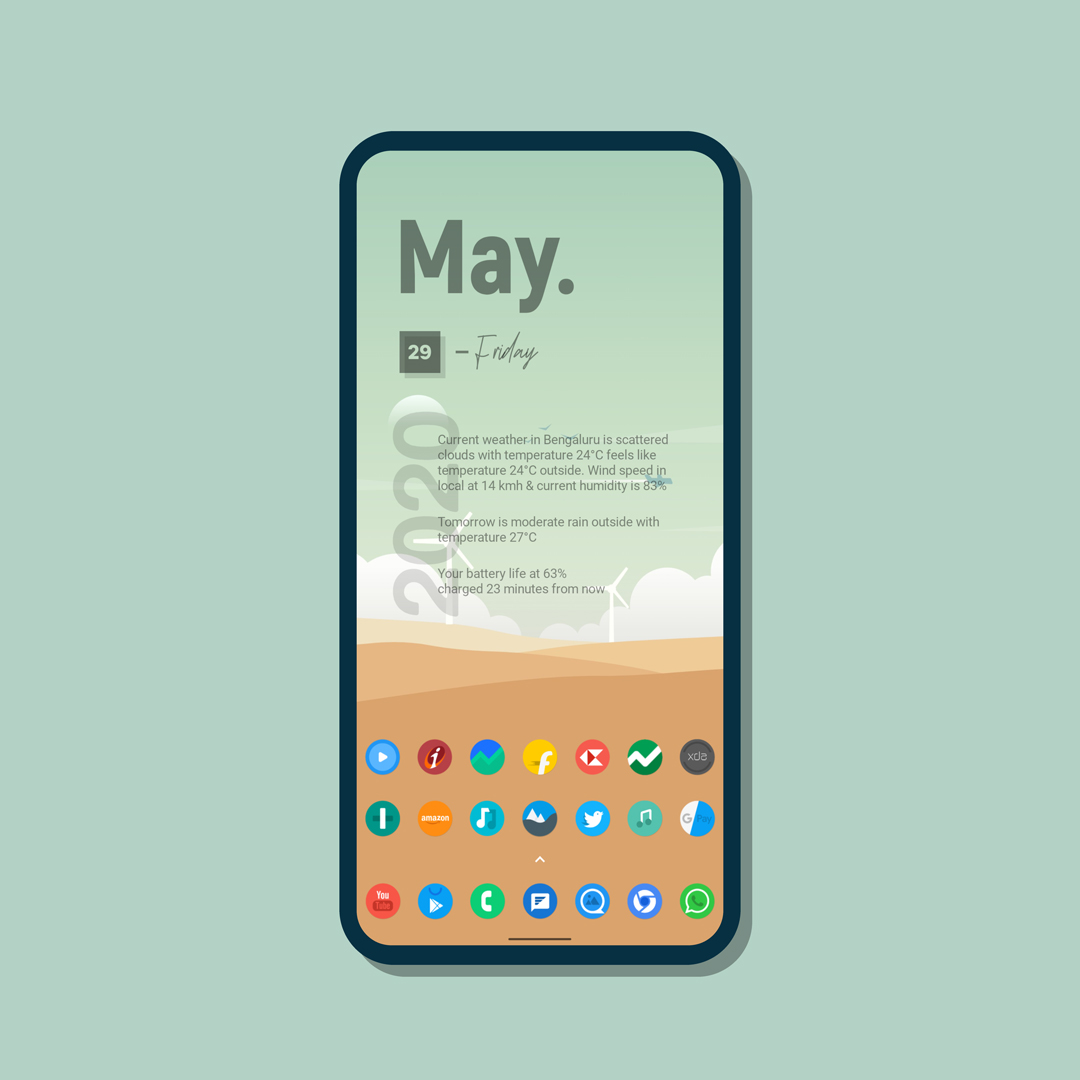 May.
29
– Friday
2020
Current weather in Bengaluru is scattered
clouds with temperature 24°C feels like
temperature 24°C outside. Wind speed in
local at 14 kmh & current humidity is 83%
Tomorrow is moderate rain outside with
temperature 27°C
Your battery life at 63%
charged 23 minutes from now
i
f
xda
amazon
G Pay
You
Tube